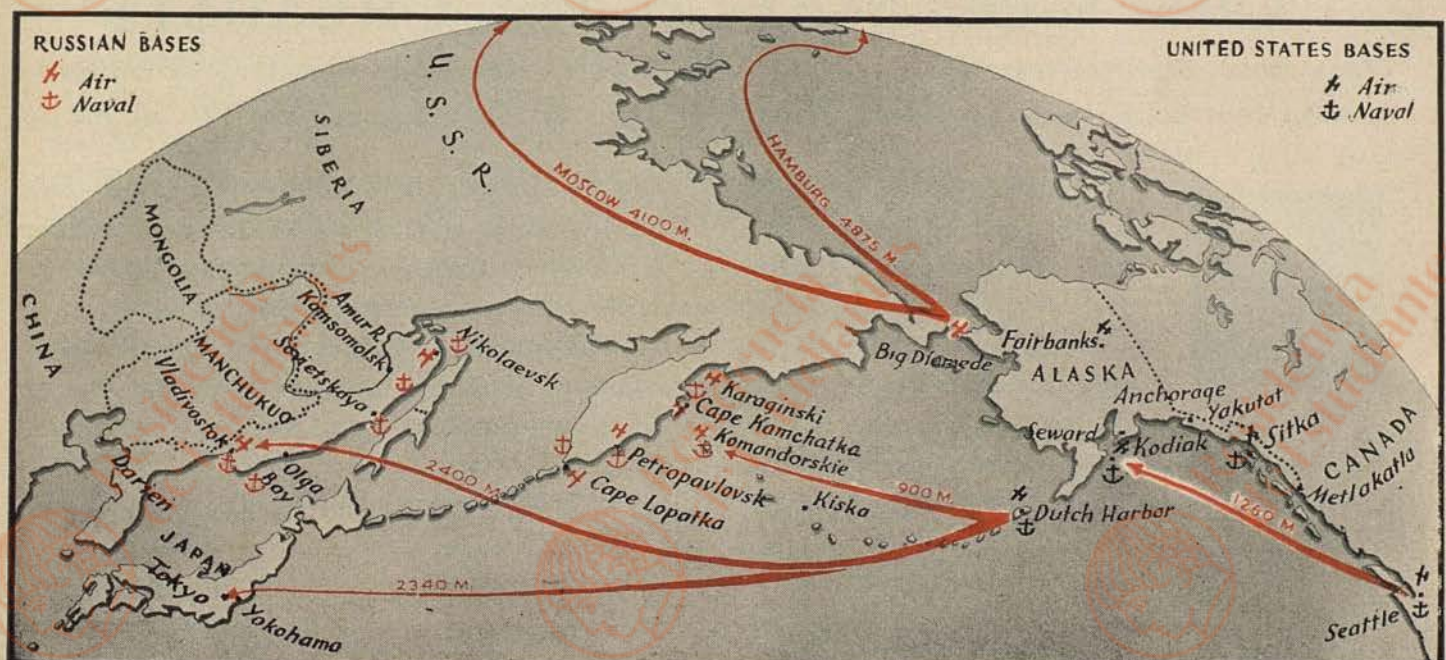 RUSSIAN BASES
Air
Naval
UNITED STATES BASES
Air
Naval
U.S.S.R.
SIBERIA
MONGOLIA
CHINA
MANCHUKUO
Amur R.
Komsomolsk
Sovietskaya
Nikolaevsk
Vladivostok
Olga
Bay
Darien
JAPAN
Tokyo
Yokohama
MOSCOW 4100 M.
HAMBURG 4875 M.
Big Diomede
Karaginski
Cape Kamchatka
Komandorskie
Petropavlovsk
Cape Lopatka
Kiska
2400 M.
2340 M.
900 M.
Dutch Harbor
Fairbanks
ALASKA
Anchorage
Seward
Kodiak
Yakutat
Sitka
CANADA
Metlakatla
1260 M.
Seattle